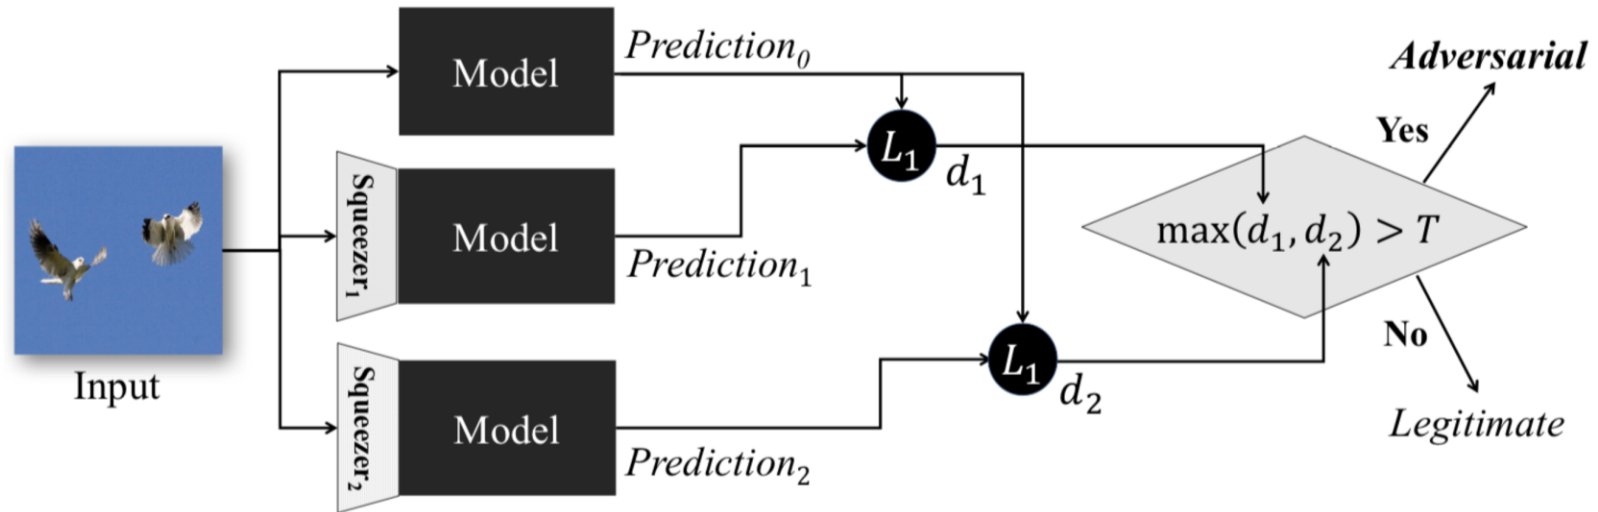 Model
Prediction₀
Adversarial
Yes
L₁
d₁
Squeezer₁
Model
max(d₁, d₂) > T
Prediction₁
No
L₁
d₂
Input
Legitimate
Squeezer₂
Model
Prediction₂